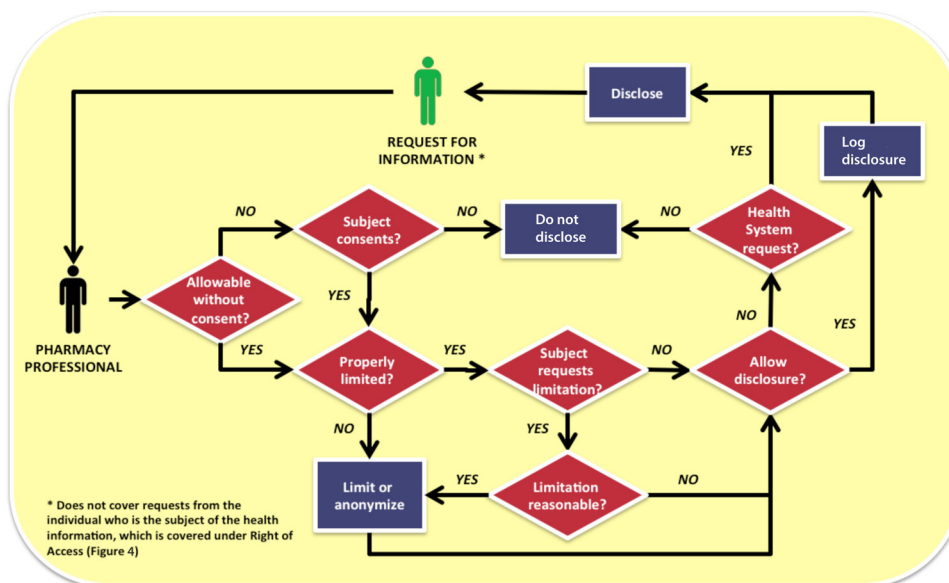 Disclose
REQUEST FOR
INFORMATION *
YES
Log
disclosure
NO
Subject
consents?
NO
Do not
disclose
NO
Health
System
request?
Allowable
without
consent?
YES
NO
YES
PHARMACY
PROFESSIONAL
YES
Properly
limited?
YES
Subject
requests
limitation?
NO
Allow
disclosure?
NO
YES
Limit or
anonymize
YES
Limitation
reasonable?
NO
* Does not cover requests from the
individual who is the subject of the health
information, which is covered under Right of
Access (Figure 4)